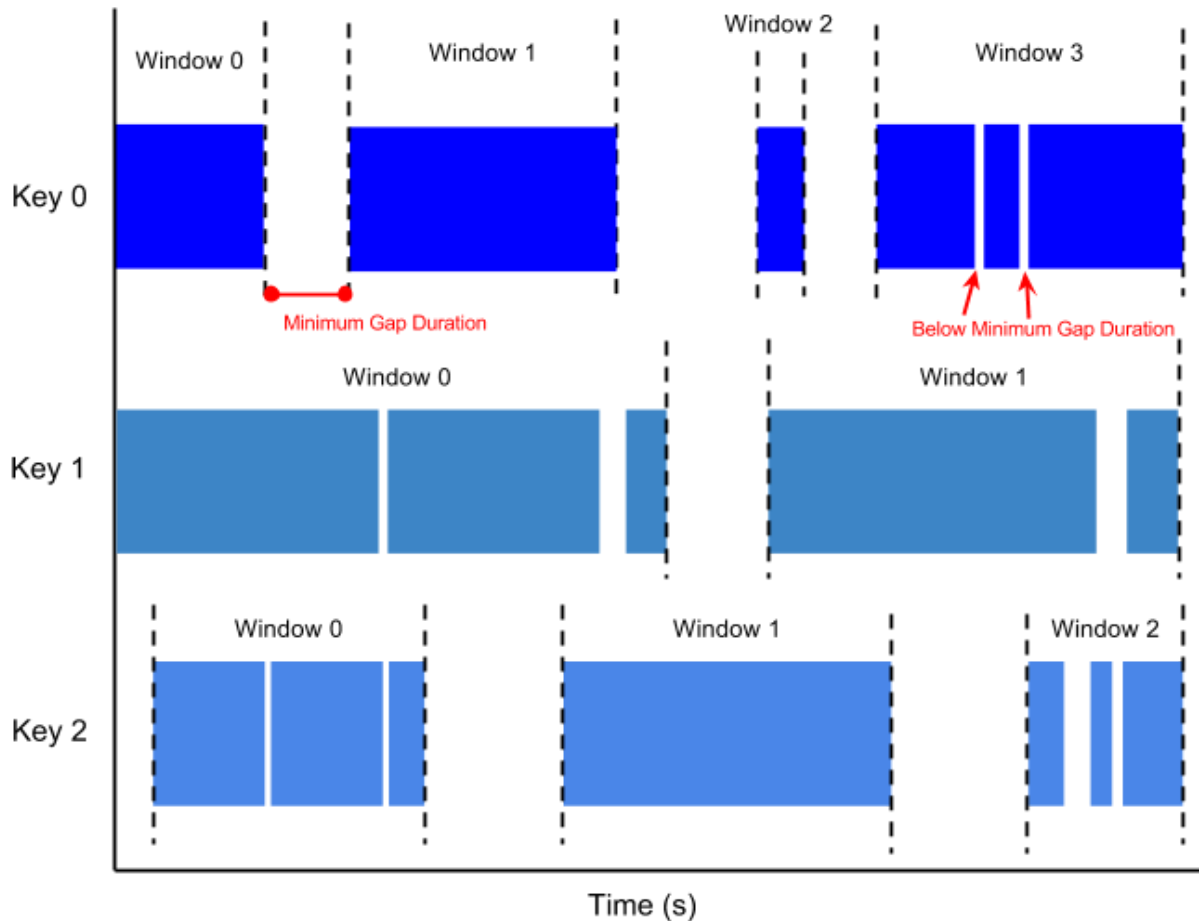 Window 0
Window 1
Window 2
Window 3
Key 0
Minimum Gap Duration
Below Minimum Gap Duration
Window 0
Window 1
Key 1
Window 0
Window 1
Window 2
Key 2
Time (s)